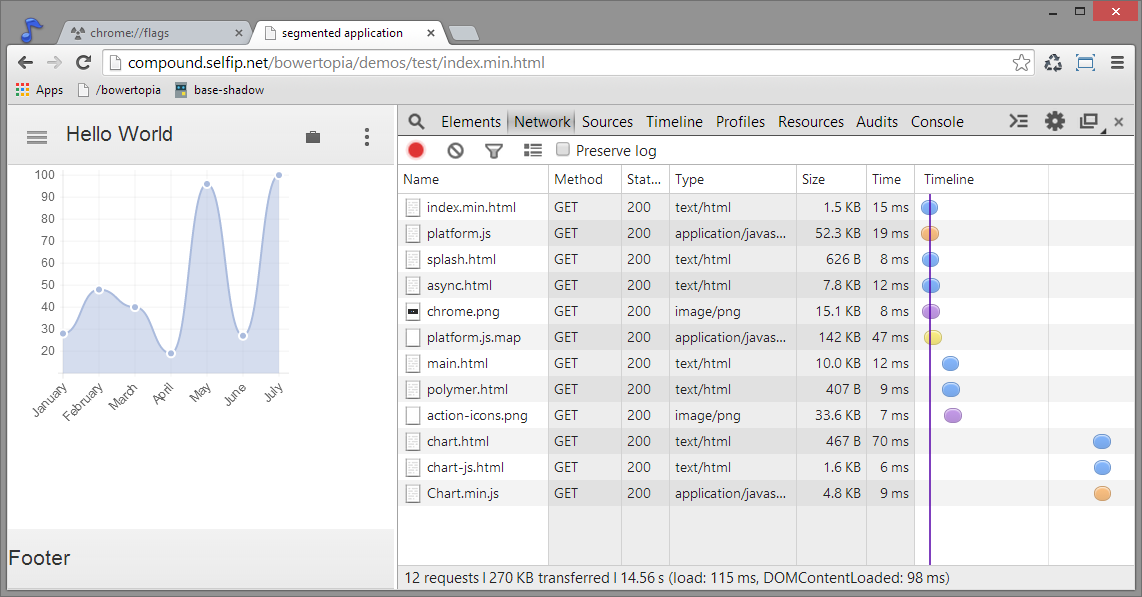 chrome://flags
segmented application
compound.selfip.net/bowertopia/demos/test/index.min.html
Apps /bowertopia base-shadow
Hello World
100
90
80
70
60
50
40
30
20
January February March April May June July
Footer
Elements Network Sources Timeline Profiles Resources Audits Console
Preserve log
Name Method Stat... Type Size Time Timeline
index.min.html GET 200 text/html 1.5 KB 15 ms
platform.js GET 200 application/javas... 52.3 KB 19 ms
splash.html GET 200 text/html 626 B 8 ms
async.html GET 200 text/html 7.8 KB 12 ms
chrome.png GET 200 image/png 15.1 KB 8 ms
platform.js.map GET 200 application/javas... 142 KB 47 ms
main.html GET 200 text/html 10.0 KB 12 ms
polymer.html GET 200 text/html 407 B 9 ms
action-icons.png GET 200 image/png 33.6 KB 7 ms
chart.html GET 200 text/html 467 B 70 ms
chart-js.html GET 200 text/html 1.6 KB 6 ms
Chart.min.js GET 200 application/javas... 4.8 KB 9 ms
12 requests | 270 KB transferred | 14.56 s (load: 115 ms, DOMContentLoaded: 98 ms)